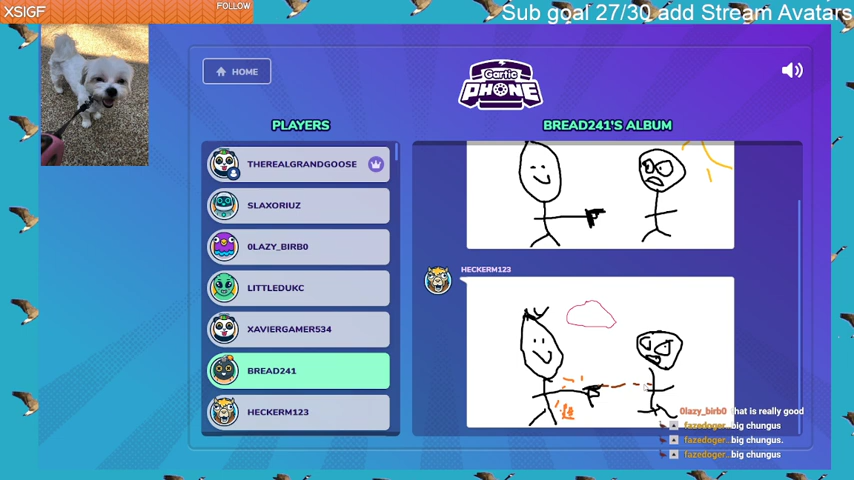 XSIGF
FOLLOW
Sub goal 27/30 add Stream Avatars
HOME
Gartic
PHONE
PLAYERS
BREAD241'S ALBUM
THEREALGRANDGOOSE
SLAXORIUZ
0LAZY_BIRB0
LITTLEDUKC
XAVIERGAMER534
BREAD241
HECKERM123
HECKERM123
0lazy_birb0 that is really good
fazedoger.. big chungus
fazedoger.. big chungus.
fazedoger.. big chungus